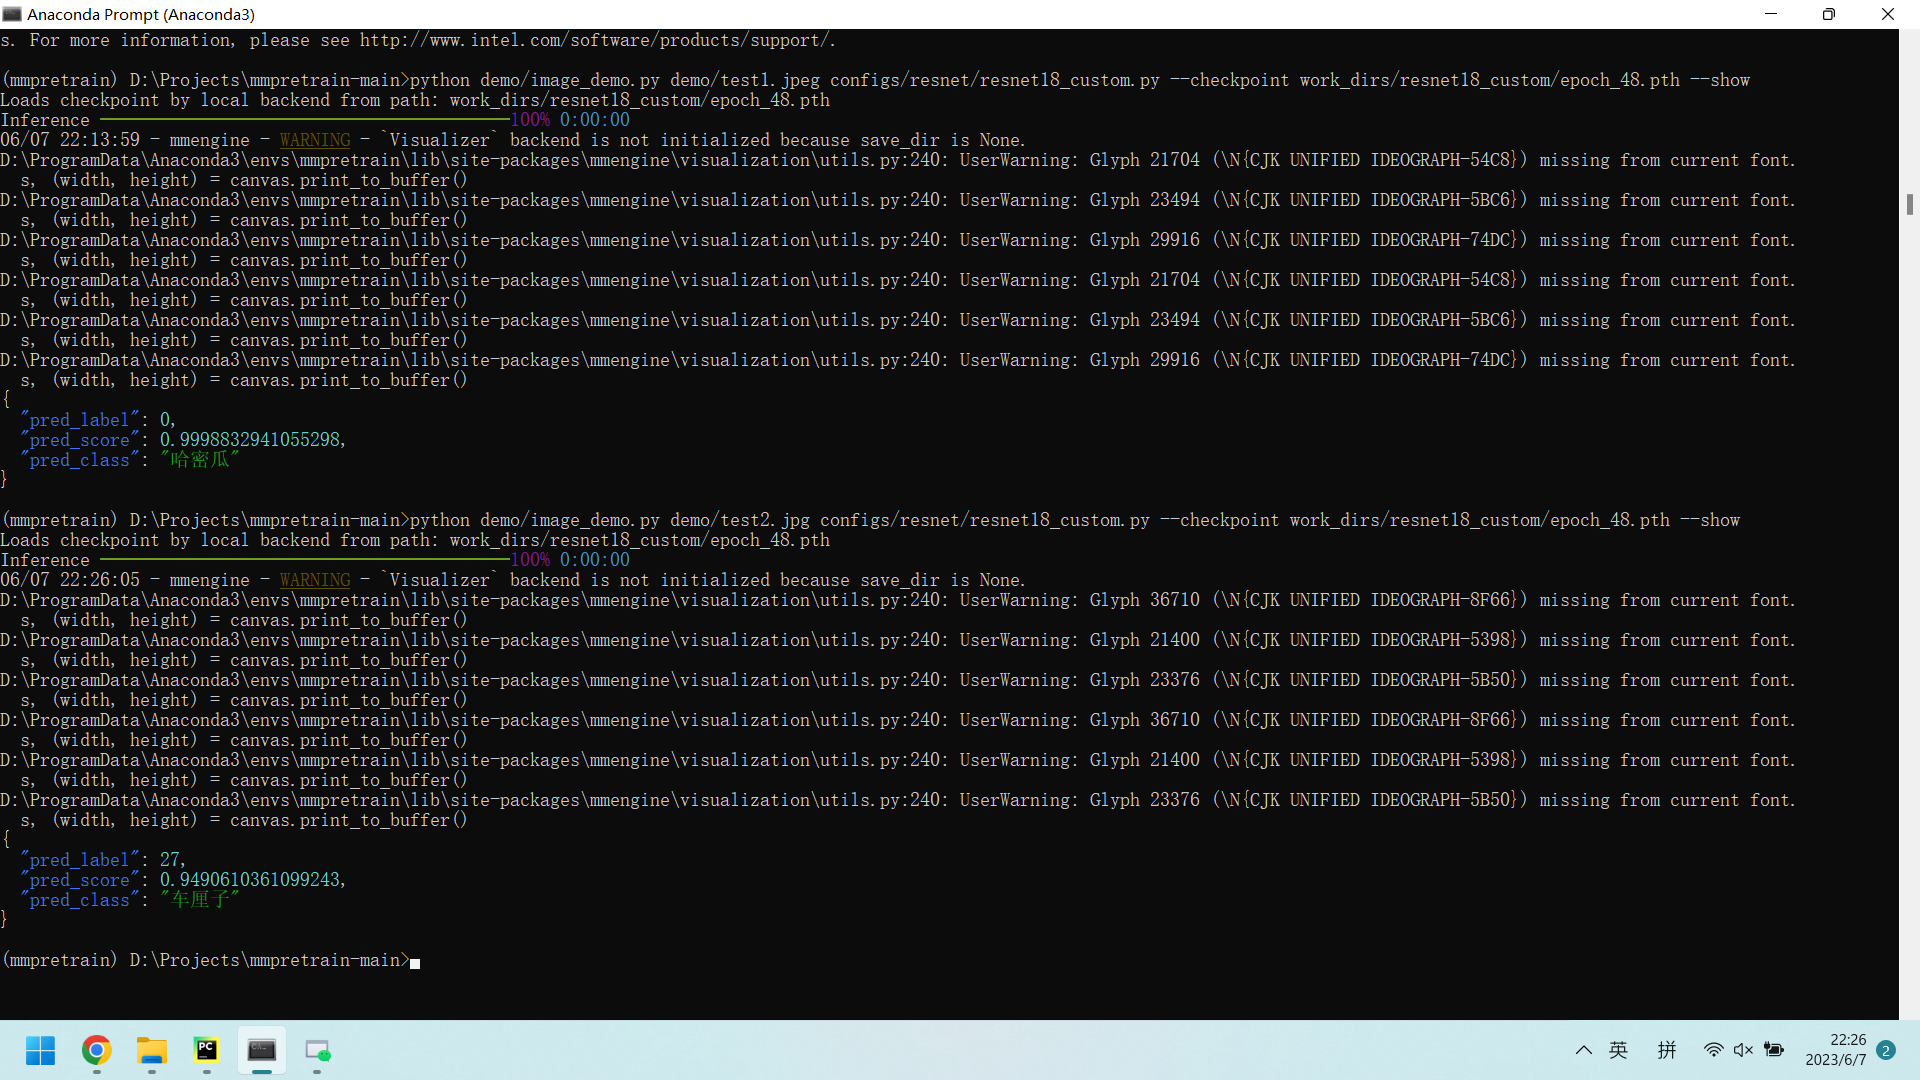 Anaconda Prompt (Anaconda3)
s. For more information, please see http://www.intel.com/software/products/support/.
(mmpretrain) D:\Projects\mmpretrain-main>python demo/image_demo.py demo/test1.jpeg configs/resnet/resnet18_custom.py --checkpoint work_dirs/resnet18_custom/epoch_48.pth --show
Loads checkpoint by local backend from path: work_dirs/resnet18_custom/epoch_48.pth
Inference 100% 0:00:00
06/07 22:13:59 - mmengine - WARNING - `Visualizer` backend is not initialized because save_dir is None.
D:\ProgramData\Anaconda3\envs\mmpretrain\lib\site-packages\mmengine\visualization\utils.py:240: UserWarning: Glyph 21704 (\N{CJK UNIFIED IDEOGRAPH-54C8}) missing from current font.
  s, (width, height) = canvas.print_to_buffer()
D:\ProgramData\Anaconda3\envs\mmpretrain\lib\site-packages\mmengine\visualization\utils.py:240: UserWarning: Glyph 23494 (\N{CJK UNIFIED IDEOGRAPH-5BC6}) missing from current font.
  s, (width, height) = canvas.print_to_buffer()
D:\ProgramData\Anaconda3\envs\mmpretrain\lib\site-packages\mmengine\visualization\utils.py:240: UserWarning: Glyph 29916 (\N{CJK UNIFIED IDEOGRAPH-74DC}) missing from current font.
  s, (width, height) = canvas.print_to_buffer()
D:\ProgramData\Anaconda3\envs\mmpretrain\lib\site-packages\mmengine\visualization\utils.py:240: UserWarning: Glyph 21704 (\N{CJK UNIFIED IDEOGRAPH-54C8}) missing from current font.
  s, (width, height) = canvas.print_to_buffer()
D:\ProgramData\Anaconda3\envs\mmpretrain\lib\site-packages\mmengine\visualization\utils.py:240: UserWarning: Glyph 23494 (\N{CJK UNIFIED IDEOGRAPH-5BC6}) missing from current font.
  s, (width, height) = canvas.print_to_buffer()
D:\ProgramData\Anaconda3\envs\mmpretrain\lib\site-packages\mmengine\visualization\utils.py:240: UserWarning: Glyph 29916 (\N{CJK UNIFIED IDEOGRAPH-74DC}) missing from current font.
  s, (width, height) = canvas.print_to_buffer()
{
  "pred_label": 0,
  "pred_score": 0.9998832941055298,
  "pred_class": "哈密瓜"
}
(mmpretrain) D:\Projects\mmpretrain-main>python demo/image_demo.py demo/test2.jpg configs/resnet/resnet18_custom.py --checkpoint work_dirs/resnet18_custom/epoch_48.pth --show
Loads checkpoint by local backend from path: work_dirs/resnet18_custom/epoch_48.pth
Inference 100% 0:00:00
06/07 22:26:05 - mmengine - WARNING - `Visualizer` backend is not initialized because save_dir is None.
D:\ProgramData\Anaconda3\envs\mmpretrain\lib\site-packages\mmengine\visualization\utils.py:240: UserWarning: Glyph 36710 (\N{CJK UNIFIED IDEOGRAPH-8F66}) missing from current font.
  s, (width, height) = canvas.print_to_buffer()
D:\ProgramData\Anaconda3\envs\mmpretrain\lib\site-packages\mmengine\visualization\utils.py:240: UserWarning: Glyph 21400 (\N{CJK UNIFIED IDEOGRAPH-5398}) missing from current font.
  s, (width, height) = canvas.print_to_buffer()
D:\ProgramData\Anaconda3\envs\mmpretrain\lib\site-packages\mmengine\visualization\utils.py:240: UserWarning: Glyph 23376 (\N{CJK UNIFIED IDEOGRAPH-5B50}) missing from current font.
  s, (width, height) = canvas.print_to_buffer()
D:\ProgramData\Anaconda3\envs\mmpretrain\lib\site-packages\mmengine\visualization\utils.py:240: UserWarning: Glyph 36710 (\N{CJK UNIFIED IDEOGRAPH-8F66}) missing from current font.
  s, (width, height) = canvas.print_to_buffer()
D:\ProgramData\Anaconda3\envs\mmpretrain\lib\site-packages\mmengine\visualization\utils.py:240: UserWarning: Glyph 21400 (\N{CJK UNIFIED IDEOGRAPH-5398}) missing from current font.
  s, (width, height) = canvas.print_to_buffer()
D:\ProgramData\Anaconda3\envs\mmpretrain\lib\site-packages\mmengine\visualization\utils.py:240: UserWarning: Glyph 23376 (\N{CJK UNIFIED IDEOGRAPH-5B50}) missing from current font.
  s, (width, height) = canvas.print_to_buffer()
{
  "pred_label": 27,
  "pred_score": 0.9490610361099243,
  "pred_class": "车厘子"
}
(mmpretrain) D:\Projects\mmpretrain-main>
PC
英 拼
22:26
2023/6/7
2